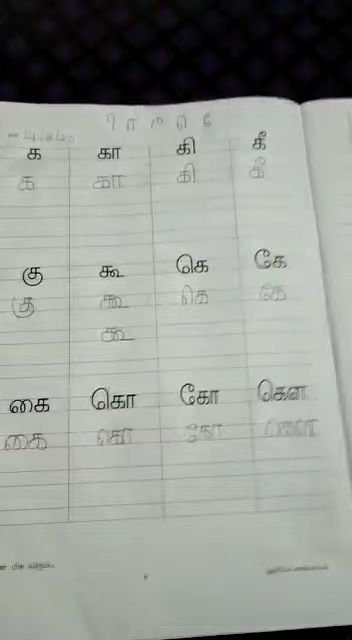 க கா கி கீ
க கா கி கீ
கு கூ கெ கே
கு கூ கெ கே
கூ
கை கொ கோ கௌ
கை கொ கோ கௌ